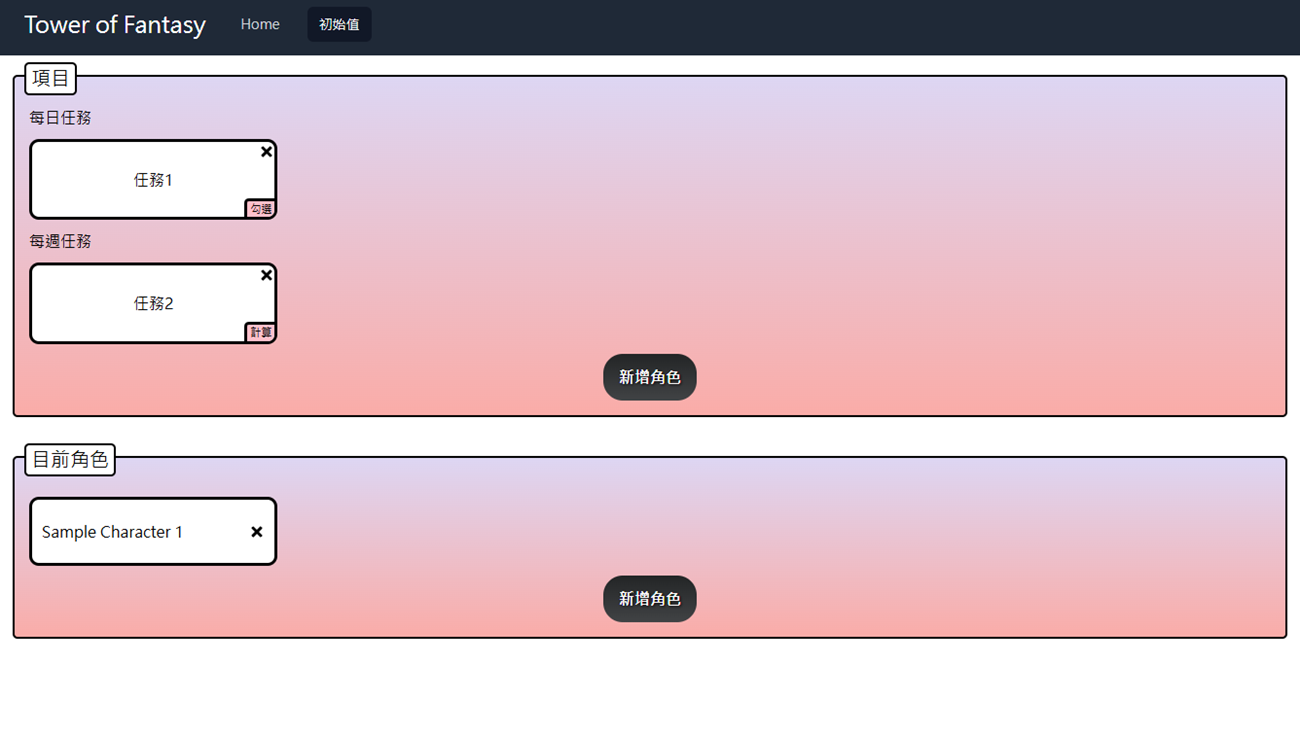 Tower of Fantasy Home 初始值
項目
每日任務
任務1
勾選
每週任務
任務2
計算
新增角色
目前角色
Sample Character 1
新增角色